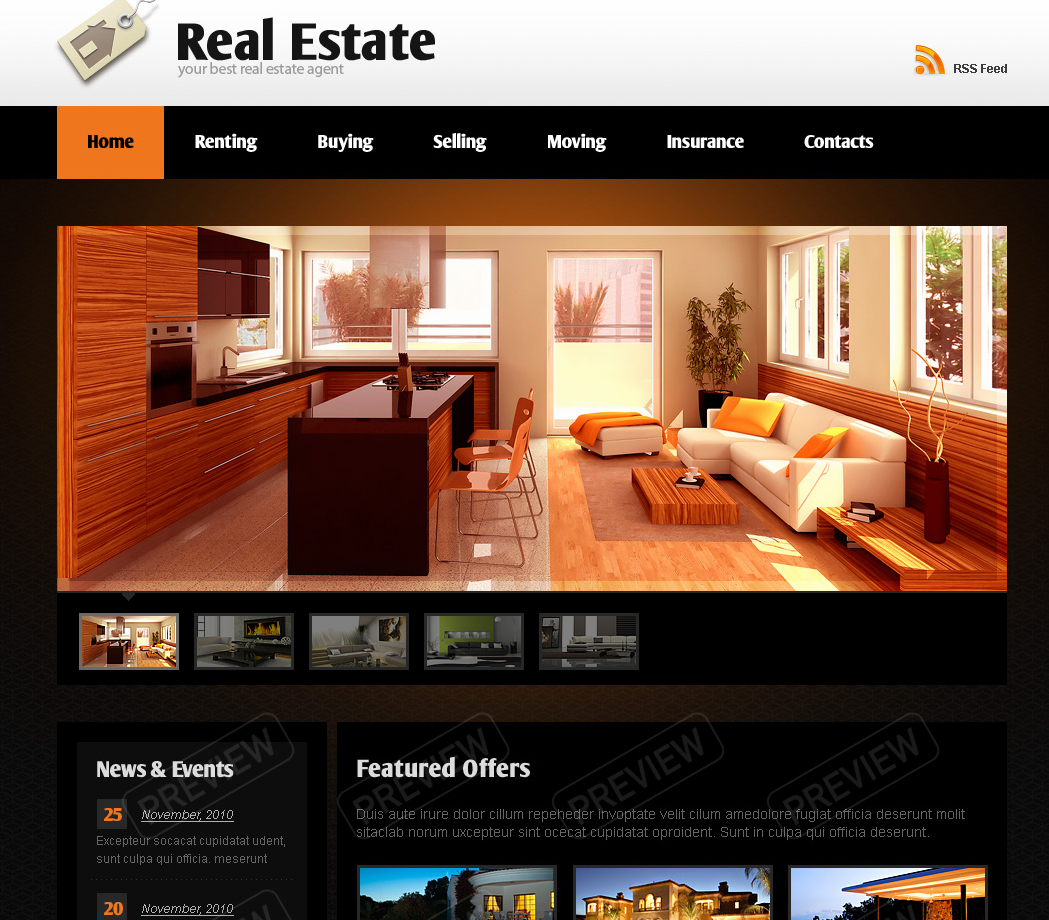 Real Estate
your best real estate agent
RSS Feed
Home Renting Buying Selling Moving Insurance Contacts
News & Events
25 November, 2010
Excepteur socacat cupidatat udent,
sunt culpa qui officia. meserunt
20 November, 2010
Featured Offers
Duis aute irure dolor cillum repeheder invoptate velit cilum amedolore fugiat officia deserunt molit
sitaclab norum uxcepteur sint ocecat cupidatat oproident. Sunt in culpa qui officia deserunt.
PREVIEW
PREVIEW
PREVIEW
PREVIEW